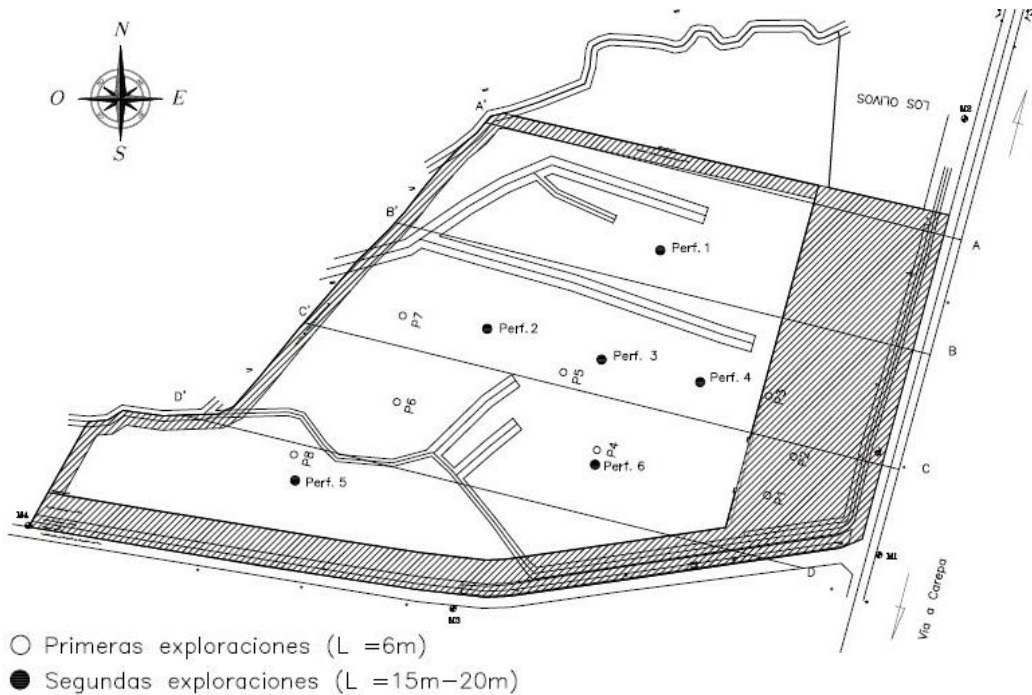 N
O
E
S
A'
LOS OLIVOS
M2
B'
Perf. 1
A
C'
P7
Perf. 2
B
Perf. 3
P5
Perf. 4
D'
P6
P3
P4
P2
C
P8
Perf. 6
Perf. 5
P1
M4
M1
D
M3
Vía a Carepa
Primeras exploraciones (L =6m)
Segundas exploraciones (L =15m-20m)